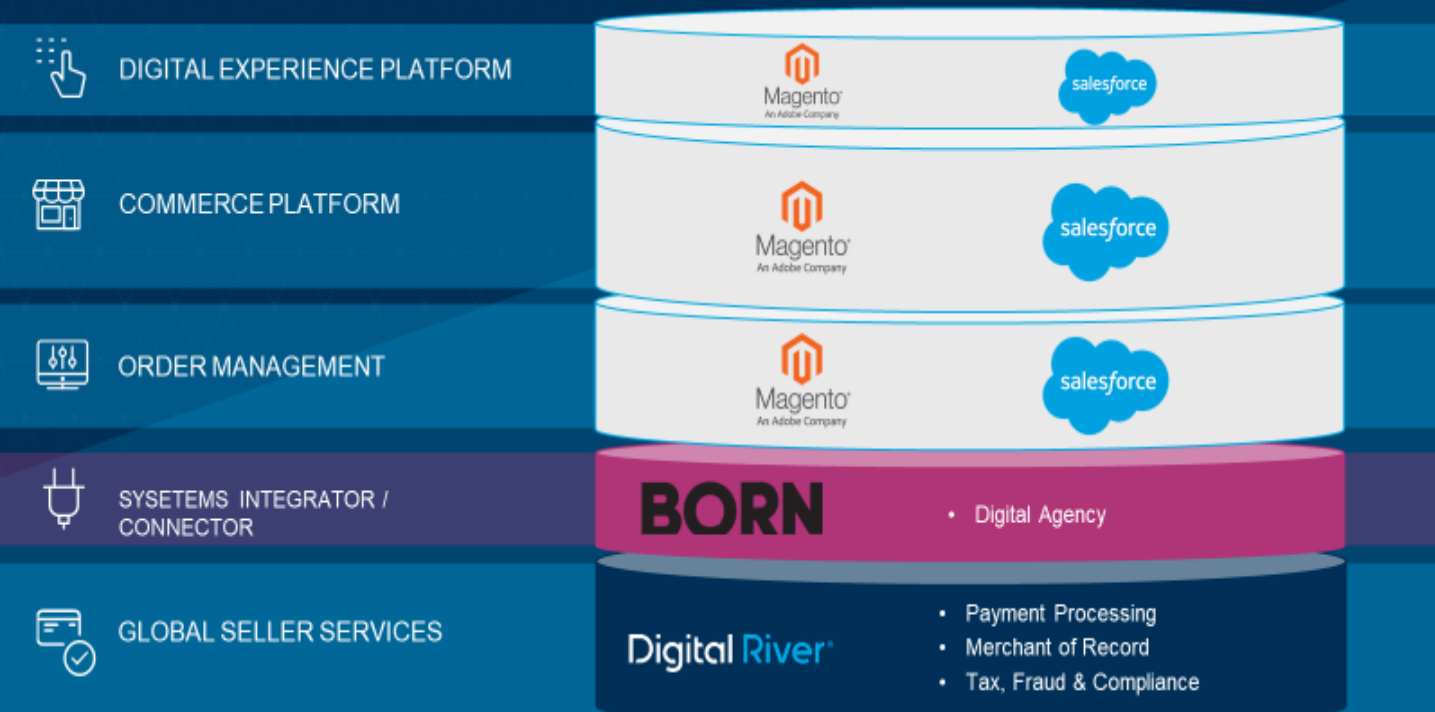 DIGITAL EXPERIENCE PLATFORM
Magento®
An Adobe Company
salesforce
COMMERCE PLATFORM
Magento®
An Adobe Company
salesforce
ORDER MANAGEMENT
Magento®
An Adobe Company
salesforce
SYSETEMS INTEGRATOR /
CONNECTOR
BORN
• Digital Agency
GLOBAL SELLER SERVICES
Digital River®
• Payment Processing
• Merchant of Record
• Tax, Fraud & Compliance